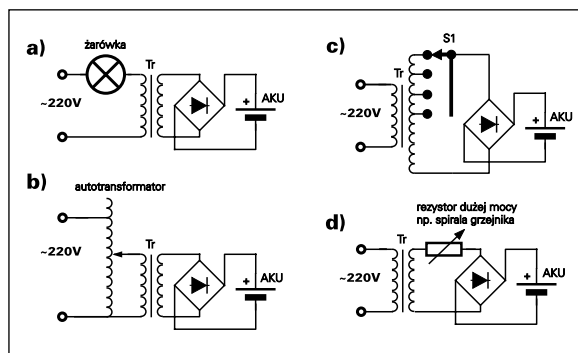 a)
żarówka
Tr
~220V
+
AKU
b)
autotransformator
~220V
Tr
+
AKU
c)
S1
Tr
~220V
+
AKU
d)
rezystor dużej mocy
np. spirala grzejnika
Tr
~220V
+
AKU